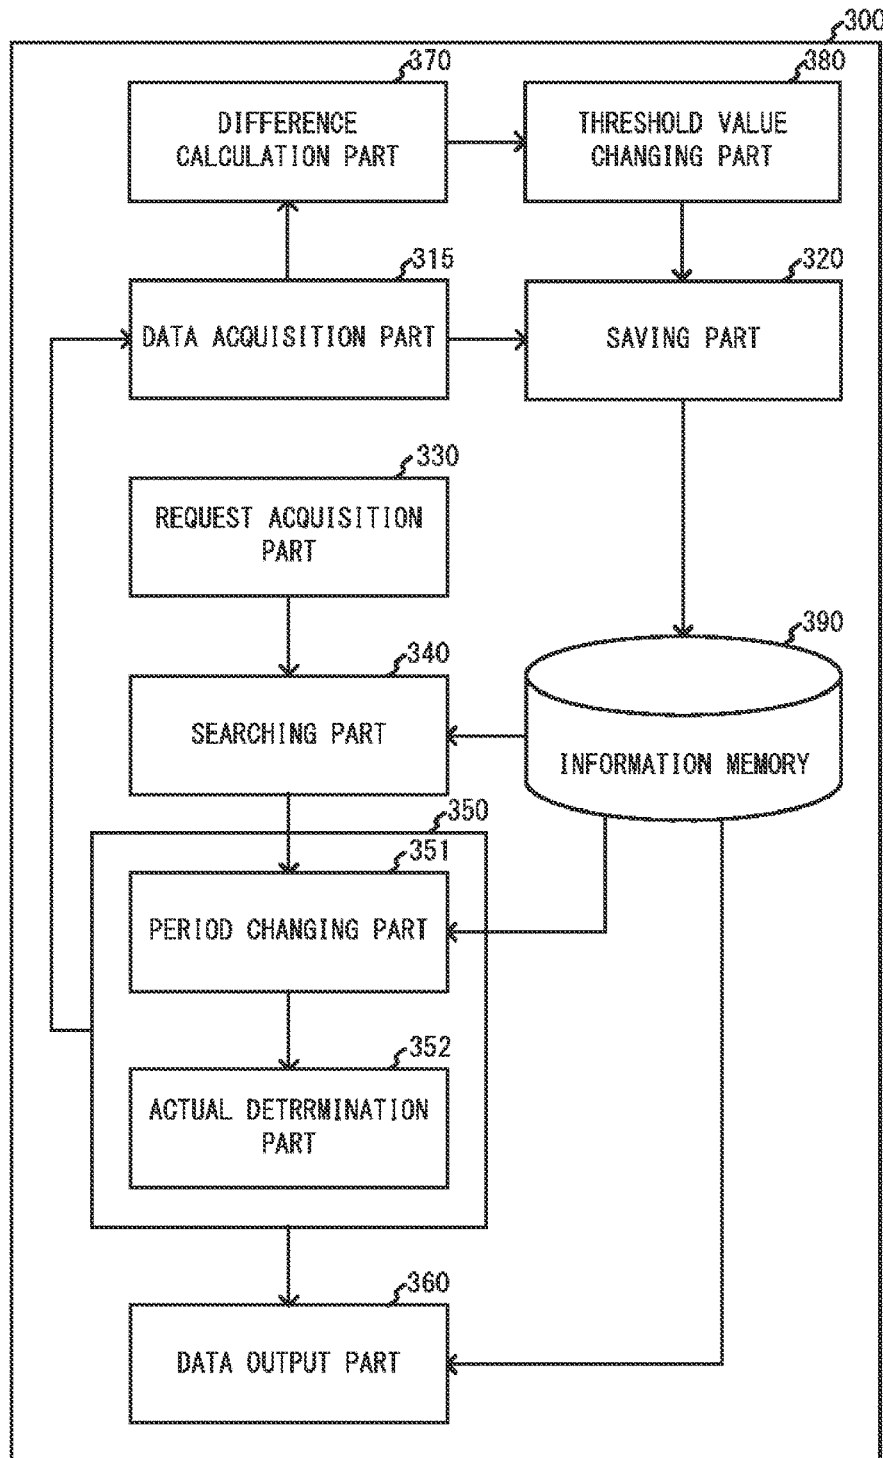 300
370
DIFFERENCE
CALCULATION PART
380
THRESHOLD VALUE
CHANGING PART
315
DATA ACQUISITION PART
320
SAVING PART
330
REQUEST ACQUISITION
PART
340
SEARCHING PART
390
INFORMATION MEMORY
350
351
PERIOD CHANGING PART
352
ACTUAL DETRRMINATION
PART
360
DATA OUTPUT PART